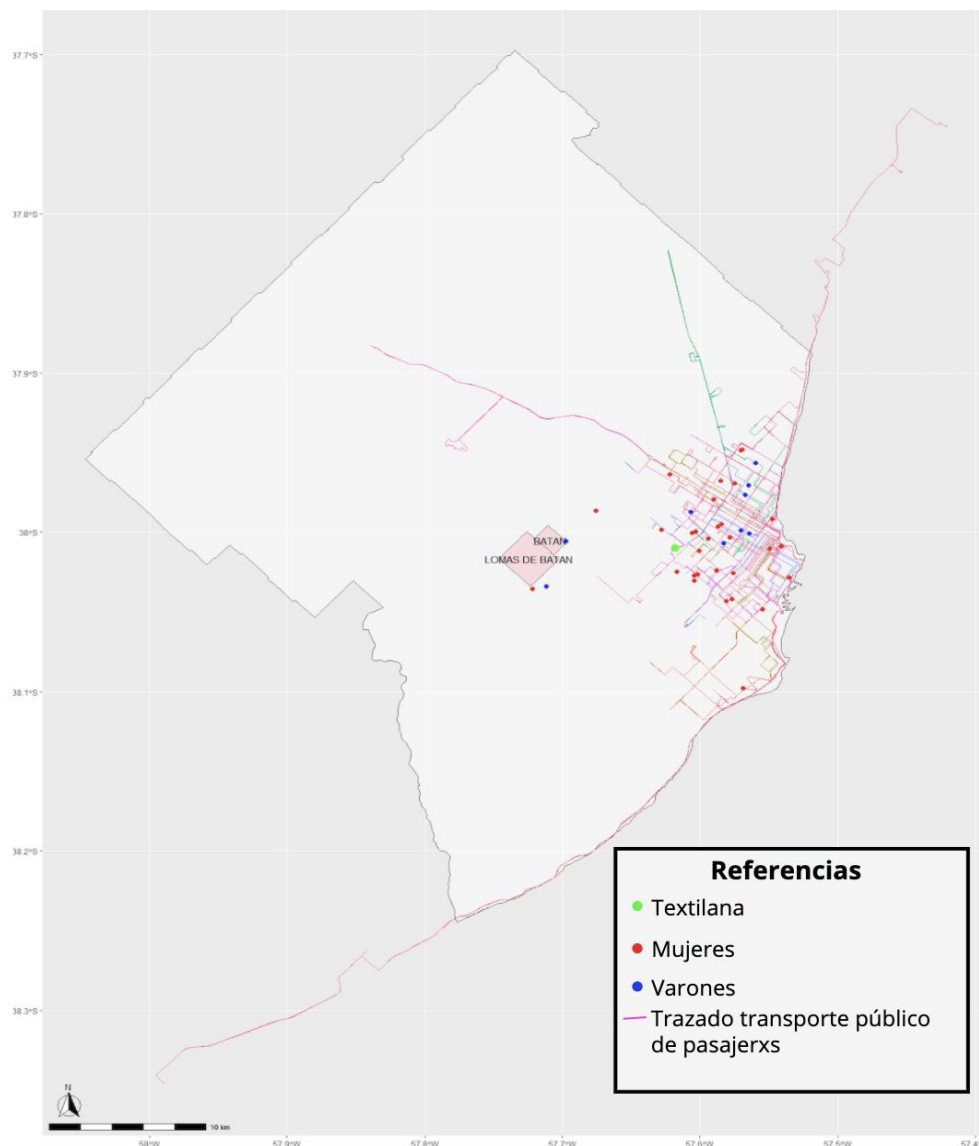 37.7°S
37.8°S
37.9°S
38°S
BATAN
LOMAS DE BATAN
38.1°S
38.2°S
38.3°S
Referencias
Textilana
Mujeres
Varones
Trazado transporte público
de pasajerxs
N
10 km
58°W
57.9°W
57.8°W
57.7°W
57.6°W
57.5°W